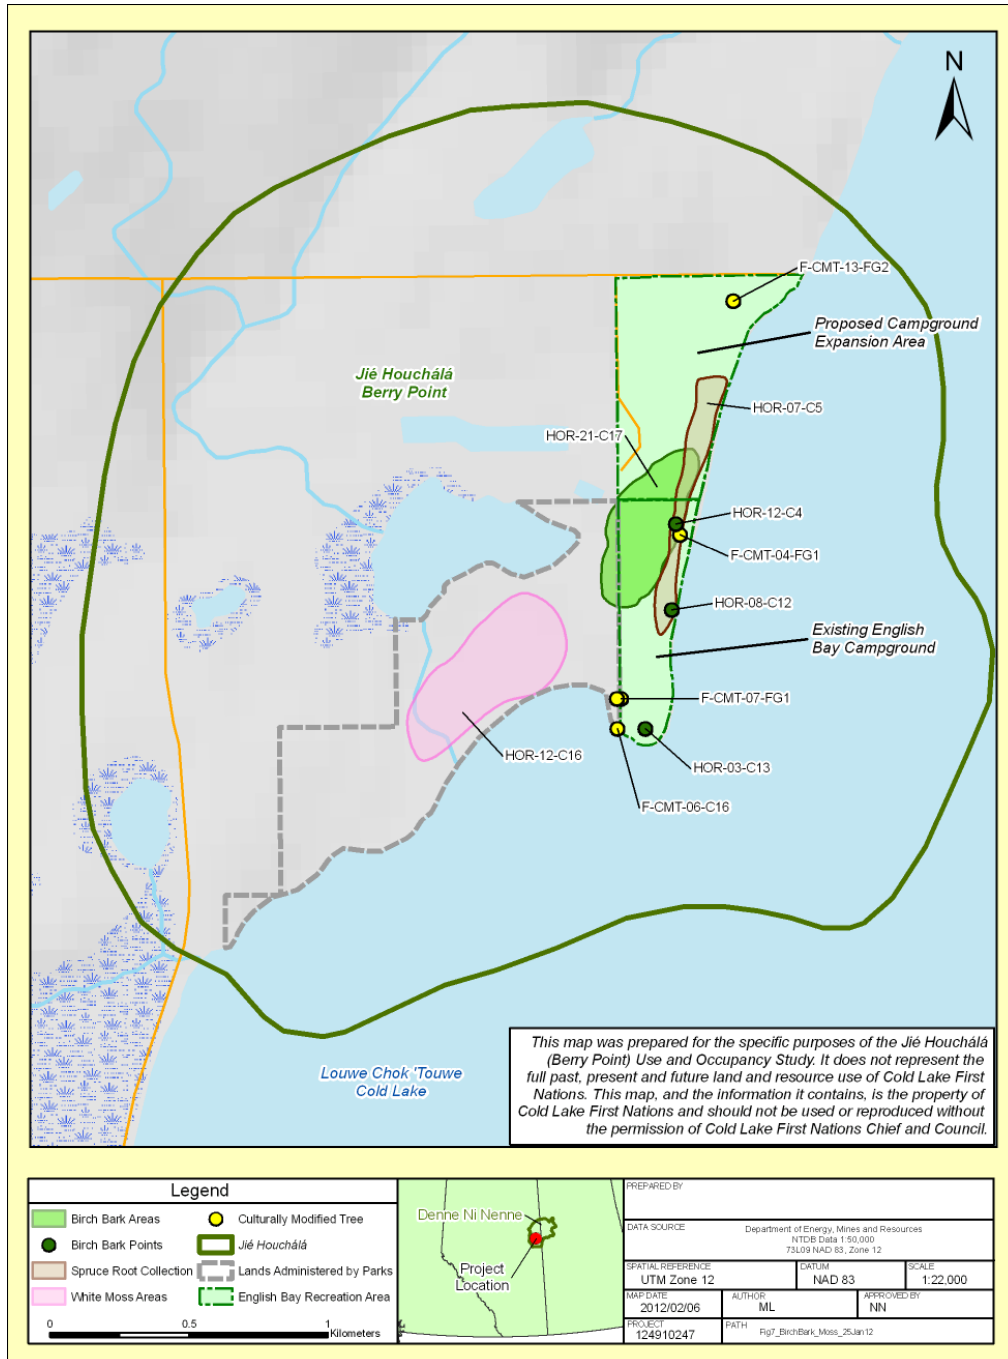 N
F-CMT-13-FG2
Proposed Campground
Expansion Area
Jié Houchálá
Berry Point
HOR-07-C5
HOR-21-C17
HOR-12-C4
F-CMT-04-FG1
HOR-08-C12
Existing English
Bay Campground
F-CMT-07-FG1
HOR-12-C16
HOR-03-C13
F-CMT-06-C16
This map was prepared for the specific purposes of the Jié Houchálá
(Berry Point) Use and Occupancy Study. It does not represent the
full past, present and future land and resource use of Cold Lake First
Nations. This map, and the information it contains, is the property of
Cold Lake First Nations and should not be used or reproduced without
the permission of Cold Lake First Nations Chief and Council.
Louwe Chok 'Touwe
Cold Lake
Legend
Birch Bark Areas
Culturally Modified Tree
Birch Bark Points
Jié Houchálá
Spruce Root Collection
Lands Administered by Parks
White Moss Areas
English Bay Recreation Area
0 0.5 1
Kilometers
Denne Ni Nenne
Project
Location
PREPARED BY
DATA SOURCE
Department of Energy, Mines and Resources
NTDB Data 1:50,000
73L09 NAD 83, Zone 12
SPATIAL REFERENCE
UTM Zone 12
DATUM
NAD 83
SCALE
1:22,000
MAP DATE
2012/02/06
AUTHOR
ML
APPROVED BY
NN
PROJECT
124910247
PATH
Fig7_BirchBark_Moss_25Jan12